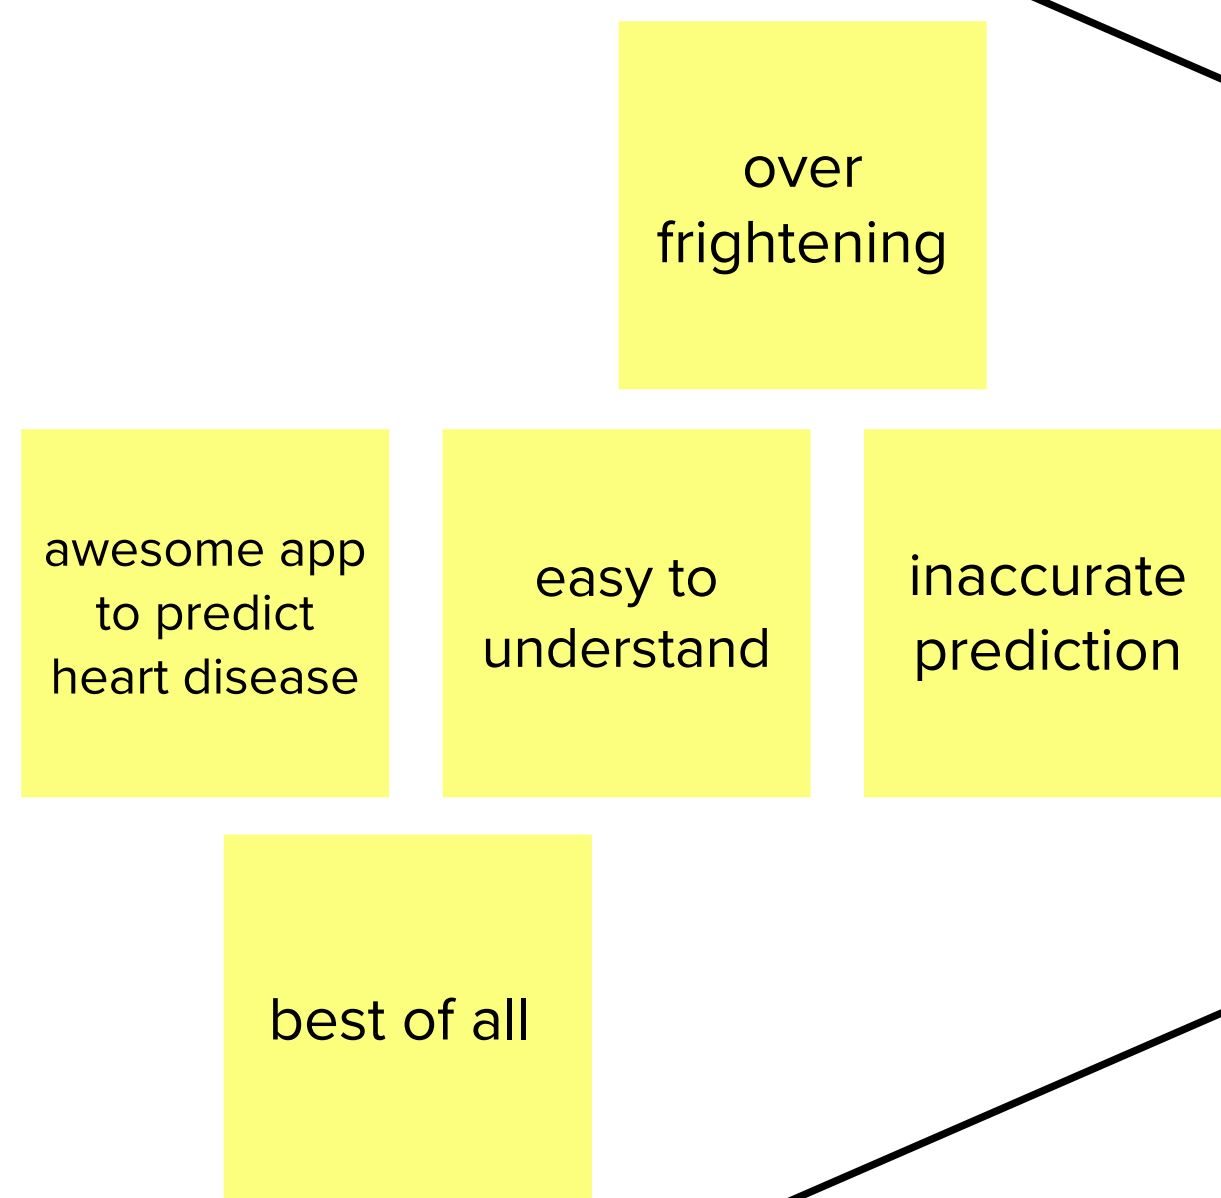 over
frightening
awesome app
to predict
heart disease
easy to
understand
inaccurate
prediction
best of all